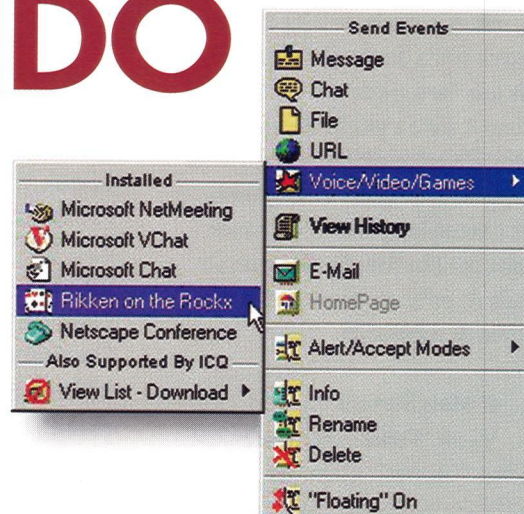 DO
Send Events
Message
Chat
File
URL
Voice/Video/Games
View History
E-Mail
HomePage
Alert/Accept Modes
Info
Rename
Delete
"Floating" On
Installed
Microsoft NetMeeting
Microsoft VChat
Microsoft Chat
Rikken on the Rockx
Netscape Conference
Also Supported By ICQ
View List - Download